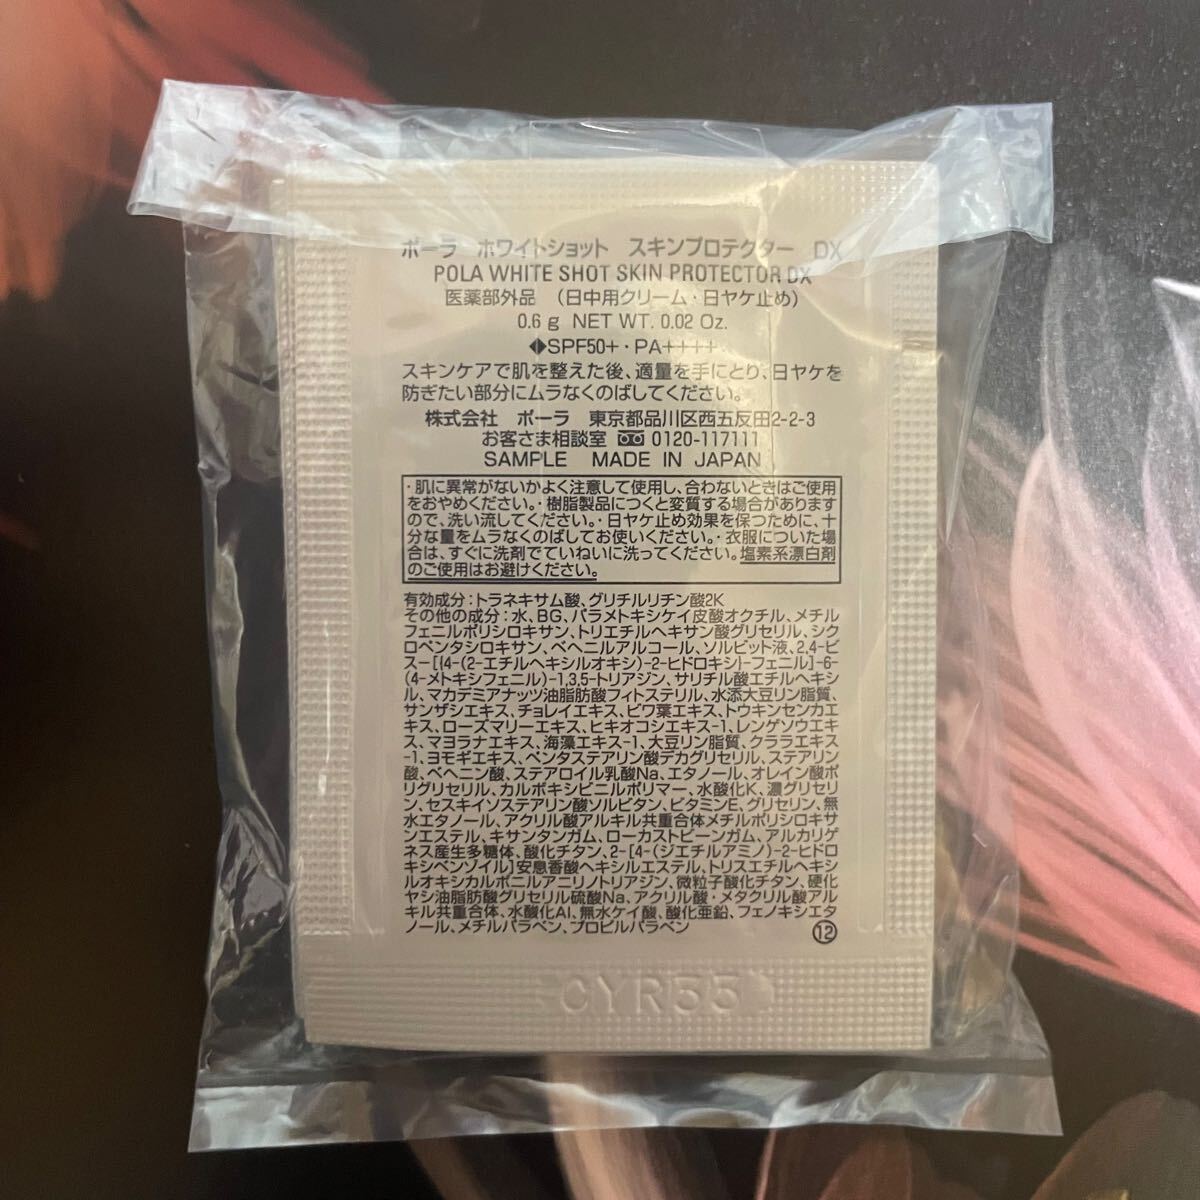 ポーラ ホワイトショット スキンプロテクター DX
POLA WHITE SHOT SKIN PROTECTOR DX
医薬部外品 （日中用クリーム・日ヤケ止め）
0.6 g NET WT. 0.02 Oz.
◆SPF50+・PA++++
スキンケアで肌を整えた後、適量を手にとり、日ヤケを
防ぎたい部分にムラなくのばしてください。
株式会社 ポーラ 東京都品川区西五反田2-2-3
お客さま相談室 0120-117111
SAMPLE MADE IN JAPAN
・肌に異常がないかよく注意して使用し、合わないときはご使用
をおやめください。・樹脂製品につくと変質する場合があります
ので、洗い流してください。・日ヤケ止め効果を保つために、十
分な量をムラなくのばしてお使いください。・衣服についた場
合は、すぐに洗剤でていねいに洗ってください。塩素系漂白剤
のご使用はお避けください。
有効成分：トラネキサム酸、グリチルリチン酸2K
その他の成分：水、BG、パラメトキシケイ皮酸オクチル、メチル
フェニルポリシロキサン、トリエチルヘキサン酸グリセリル、シク
ロペンタシロキサン、ベヘニルアルコール、ソルビット液、2,4-ビ
スー[{4-(2-エチルヘキシルオキシ)-2-ヒドロキシ}-フェニル]-6-
(4-メトキシフェニル)-1,3,5-トリアジン、サリチル酸エチルヘキシ
ル、マカデミアナッツ油脂肪酸フィトステリル、水添大豆リン脂質、
サンザシエキス、チョレイエキス、ビワ葉エキス、トウキンセンカエ
キス、ローズマリーエキス、ヒキオコシエキス-1、レンゲソウエキ
ス、マヨラナエキス、海藻エキス-1、大豆リン脂質、クララエキス
-1、ヨモギエキス、ペンタステアリン酸デカグリセリル、ステアリン
酸、ベヘニン酸、ステアロイル乳酸Na、エタノール、オレイン酸ポ
リグリセリル、カルボキシビニルポリマー、水酸化K、濃グリセリ
ン、セスキイソステアリン酸ソルビタン、ビタミンE、グリセリン、無
水エタノール、アクリル酸アルキル共重合体メチルポリシロキサ
ンエステル、キサンタンガム、ローカストビーンガム、アルカリゲ
ネス産生多糖体、酸化チタン、2-[4-(ジエチルアミノ)-2-ヒドロ
キシベンゾイル]安息香酸ヘキシルエステル、トリスエチルヘキシ
ルオキシカルボニルアニリノトリアジン、微粒子酸化チタン、硬化
ヤシ油脂肪酸グリセリル硫酸Na、アクリル酸・メタクリル酸アル
キル共重合体、水酸化Al、無水ケイ酸、酸化亜鉛、フェノキシエタ
ノール、メチルパラベン、プロピルパラベン
⑫
CYR55